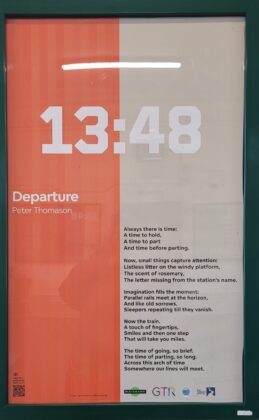 13:48
Departure
Peter Thomason
Always there is time:
A time to hold,
A time to part
And time before parting.
Now, small things capture attention:
Listless litter on the windy platform,
The scent of rosemary,
The letter missing from the station's name.
Imagination fills the moment:
Parallel rails meet at the horizon,
And like old sorrows,
Sleepers repeating till they vanish.
Now the train.
A touch of fingertips,
Smiles and then one step
That will take you miles.
The time of going, so brief,
The time of parting, so long.
Across this arch of time
Somewhere our lines will meet.
GTR